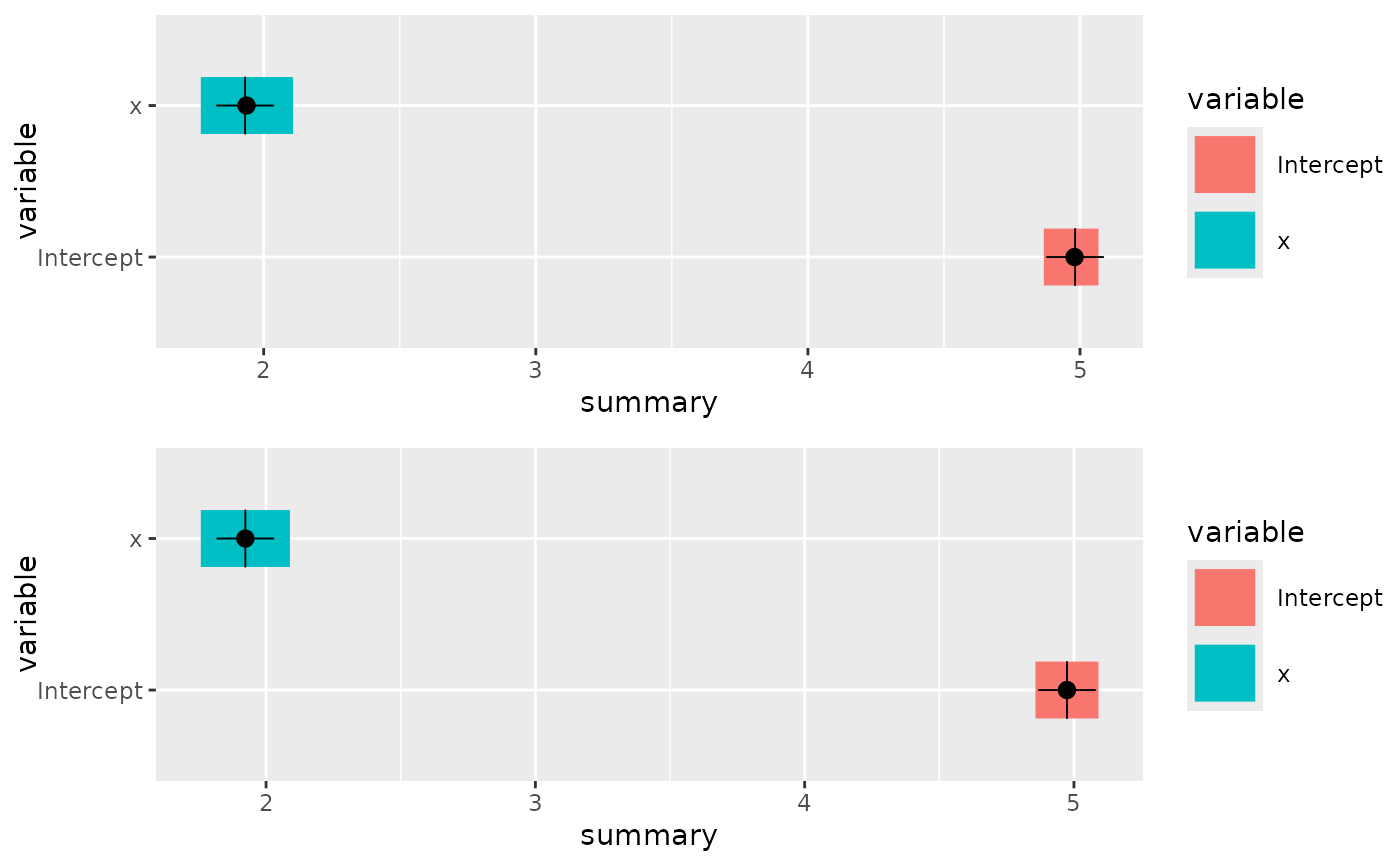 variable
x
Intercept
2 3 4 5
summary
variable
Intercept
x
variable
x
Intercept
2 3 4 5
summary
variable
Intercept
x